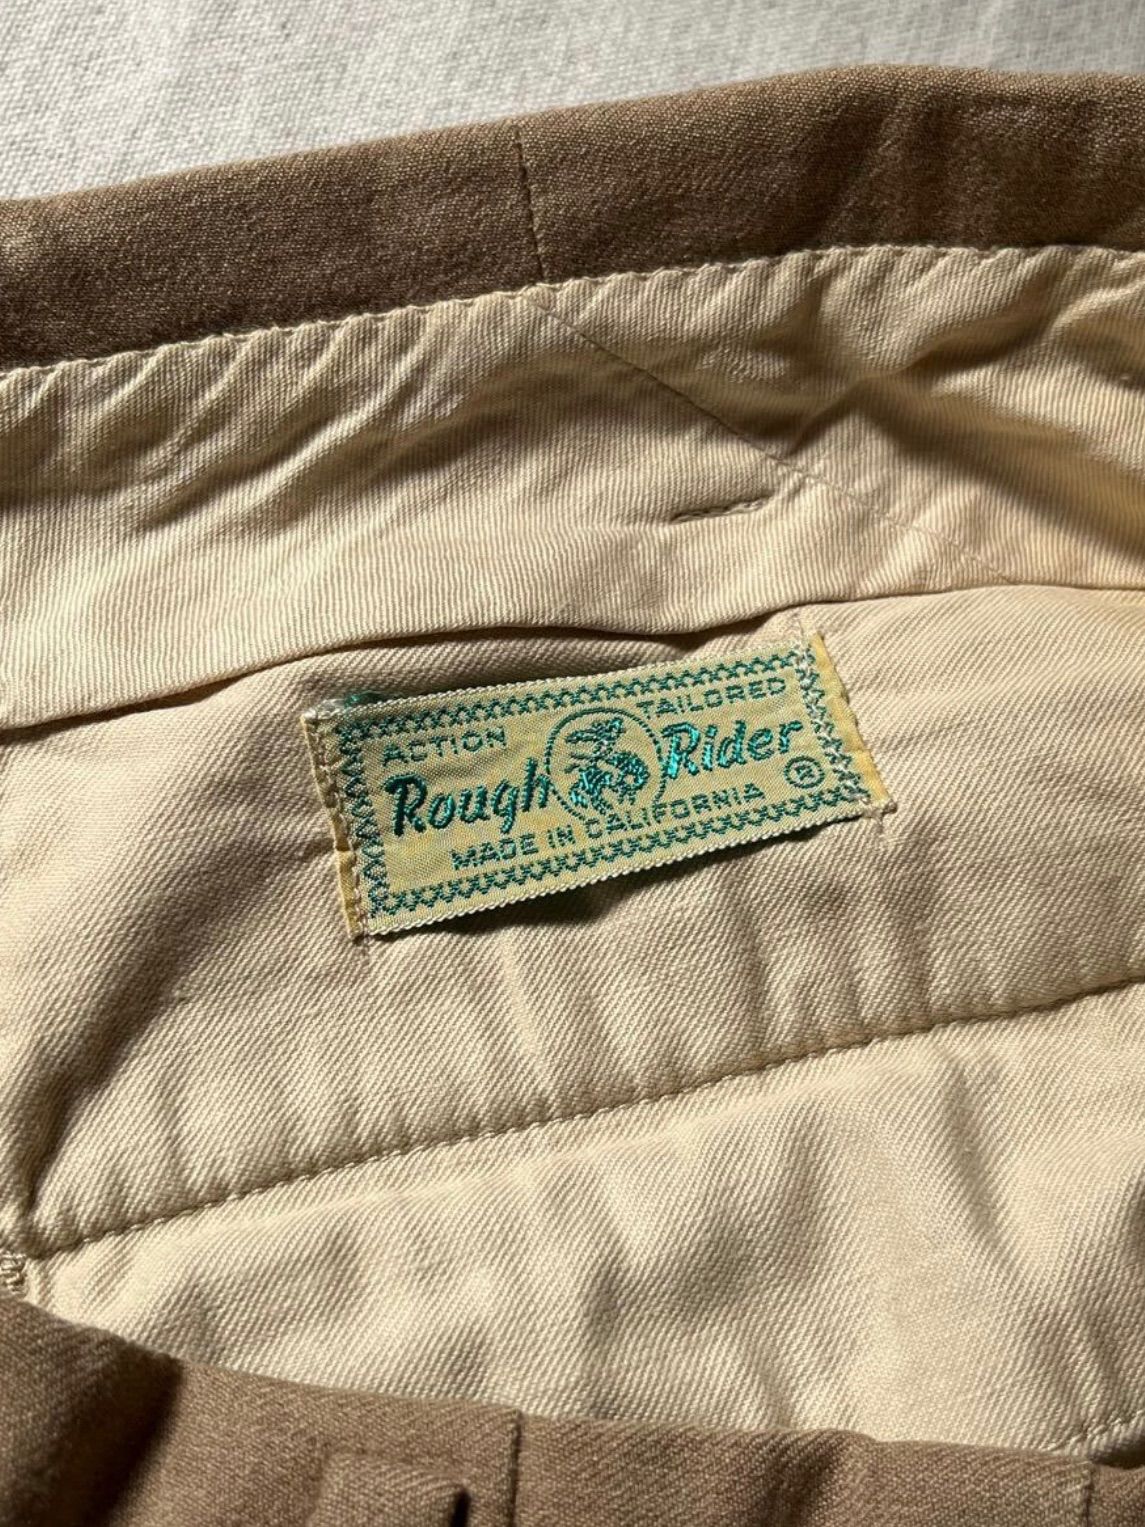 ACTION TAILORED
Rough Rider
MADE IN CALIFORNIA ®